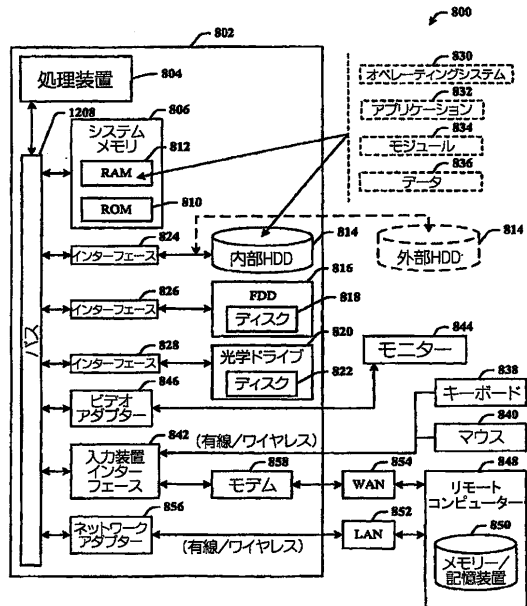 800
802
処理装置
804
1208
806
システム
メモリ
812
RAM
810
ROM
バス
830
オペレーティングシステム
832
アプリケーション
834
モジュール
836
データ
824
インターフェース
内部HDD
814
外部HDD
814
816
FDD
818
ディスク
826
インターフェース
820
光学ドライブ
822
ディスク
828
インターフェース
844
モニター
846
ビデオ
アダプター
838
キーボード
840
マウス
842
入力装置
インター
フェース
(有線/ワイヤレス)
858
モデム
854
WAN
848
リモート
コンピューター
850
メモリー/
記憶装置
856
ネットワーク
アダプター
(有線/ワイヤレス)
852
LAN